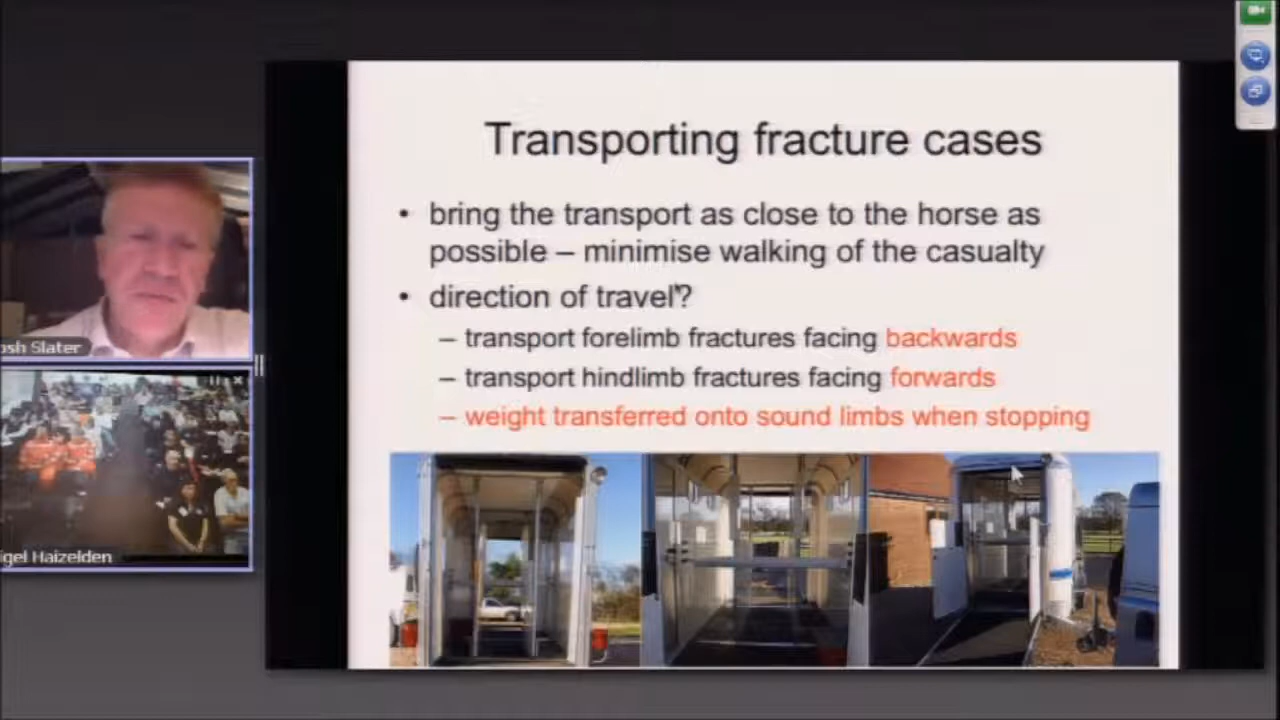 Transporting fracture cases
• bring the transport as close to the horse as
possible – minimise walking of the casualty
• direction of travel?
– transport forelimb fractures facing backwards
– transport hindlimb fractures facing forwards
– weight transferred onto sound limbs when stopping
osh Slater
igel Haizelden